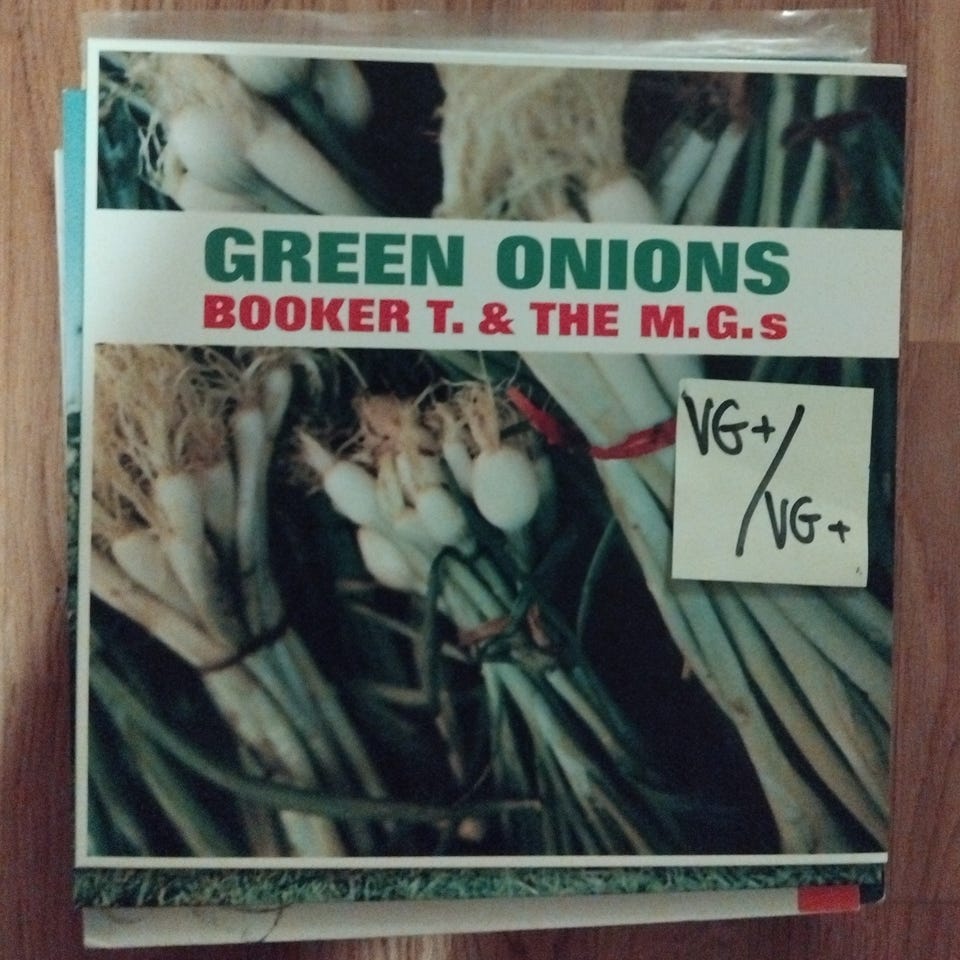 GREEN ONIONS
BOOKER T. & THE M.G.s
VG+/
VG+